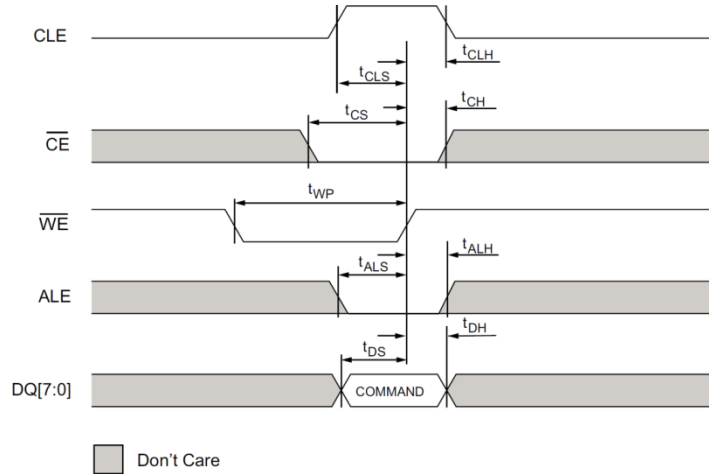 CLE
tCLS
tCLH
tCS
tCH
CE
tWP
WE
tALS
tALH
ALE
tDS
tDH
DQ[7:0]
COMMAND
Don't Care